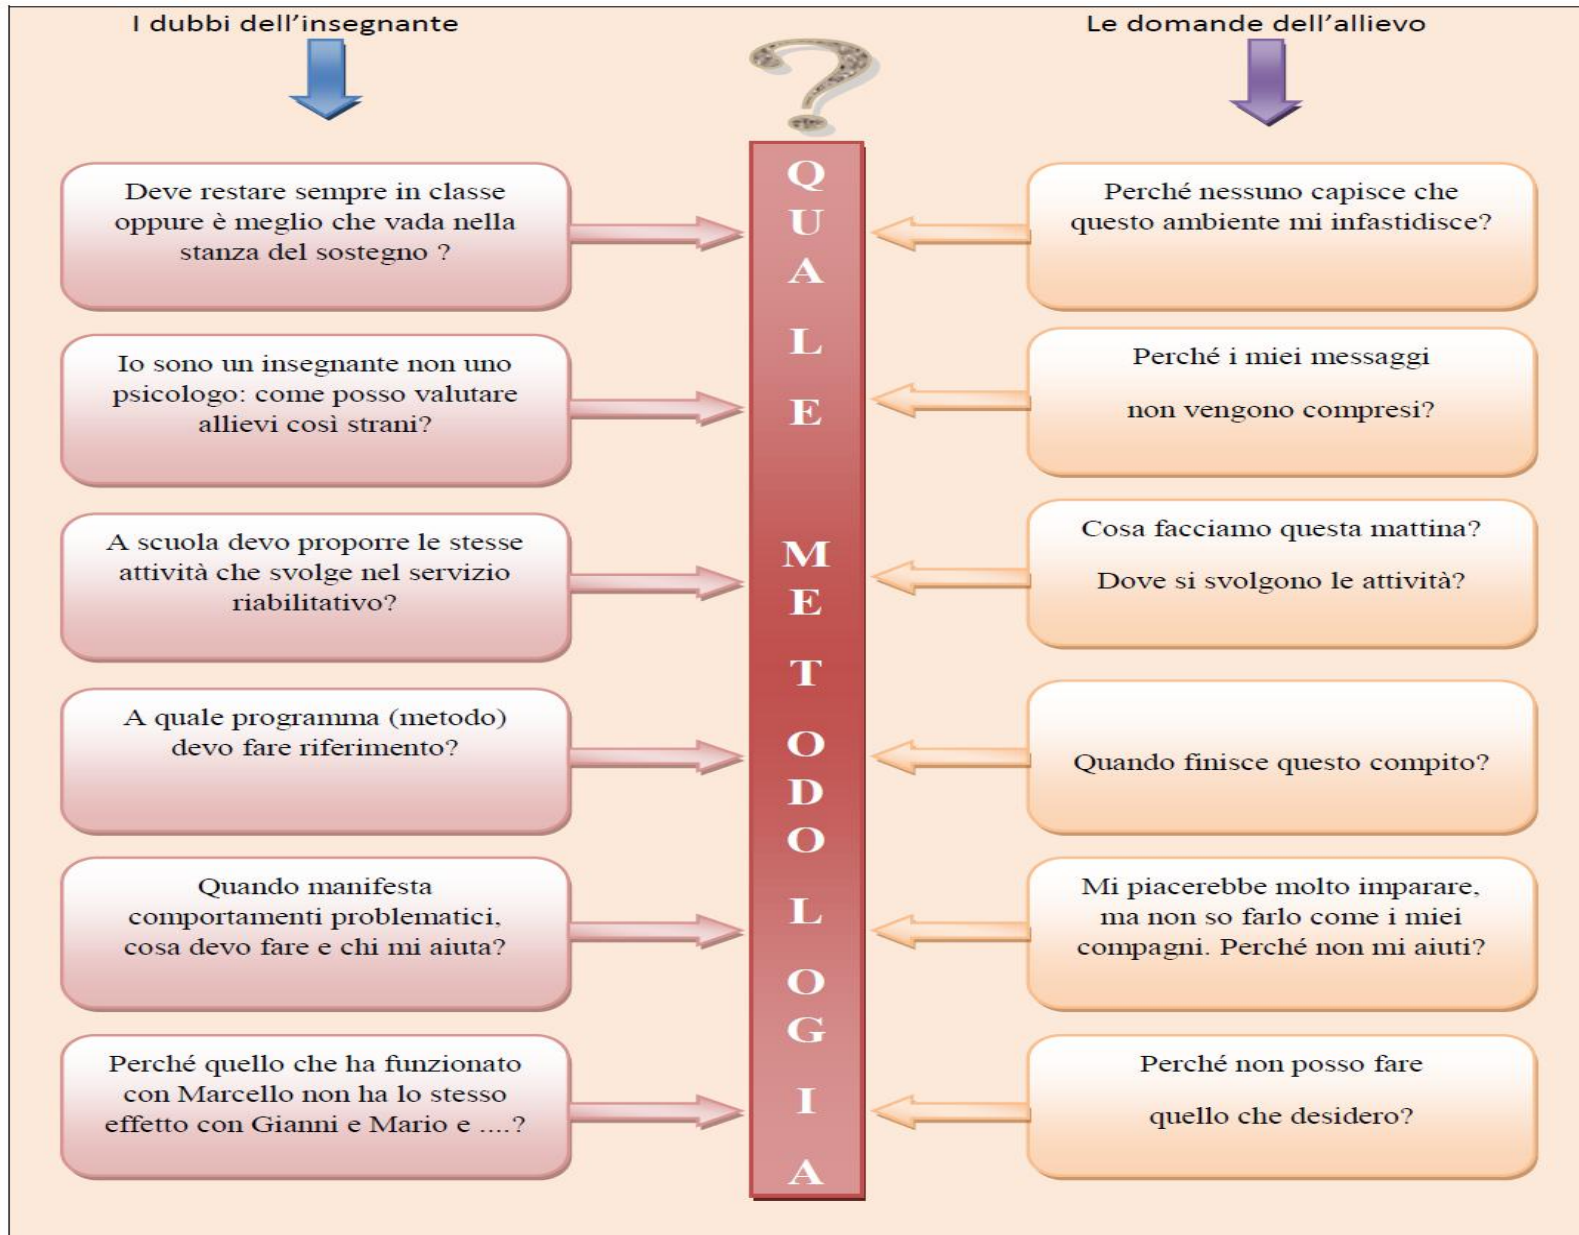 I dubbi dell'insegnante
Deve restare sempre in classe
oppure è meglio che vada nella
stanza del sostegno ?
Io sono un insegnante non uno
psicologo: come posso valutare
allievi così strani?
A scuola devo proporre le stesse
attività che svolge nel servizio
riabilitativo?
A quale programma (metodo)
devo fare riferimento?
Quando manifesta
comportamenti problematici,
cosa devo fare e chi mi aiuta?
Perché quello che ha funzionato
con Marcello non ha lo stesso
effetto con Gianni e Mario e ....?
?
QUALE METODOLOGIA
Le domande dell'allievo
Perché nessuno capisce che
questo ambiente mi infastidisce?
Perché i miei messaggi
non vengono compresi?
Cosa facciamo questa mattina?
Dove si svolgono le attività?
Quando finisce questo compito?
Mi piacerebbe molto imparare,
ma non so farlo come i miei
compagni. Perché non mi aiuti?
Perché non posso fare
quello che desidero?